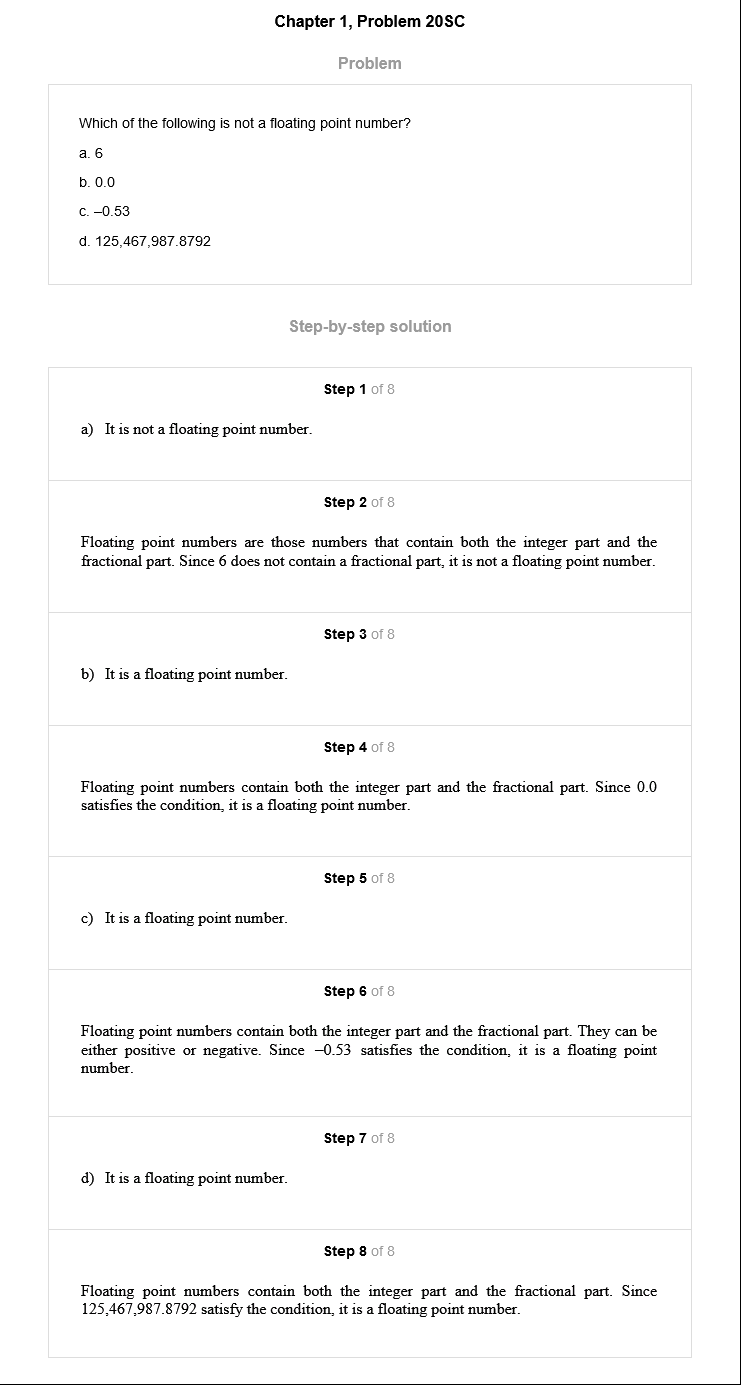 Chapter 1, Problem 20SC
Problem
Which of the following is not a floating point number?
a. 6
b. 0.0
c. –0.53
d. 125,467,987.8792
Step-by-step solution
Step 1 of 8
a) It is not a floating point number.
Step 2 of 8
Floating point numbers are those numbers that contain both the integer part and the
fractional part. Since 6 does not contain a fractional part, it is not a floating point number.
Step 3 of 8
b) It is a floating point number.
Step 4 of 8
Floating point numbers contain both the integer part and the fractional part. Since 0.0
satisfies the condition, it is a floating point number.
Step 5 of 8
c) It is a floating point number.
Step 6 of 8
Floating point numbers contain both the integer part and the fractional part. They can be
either positive or negative. Since –0.53 satisfies the condition, it is a floating point
number.
Step 7 of 8
d) It is a floating point number.
Step 8 of 8
Floating point numbers contain both the integer part and the fractional part. Since
125,467,987.8792 satisfy the condition, it is a floating point number.